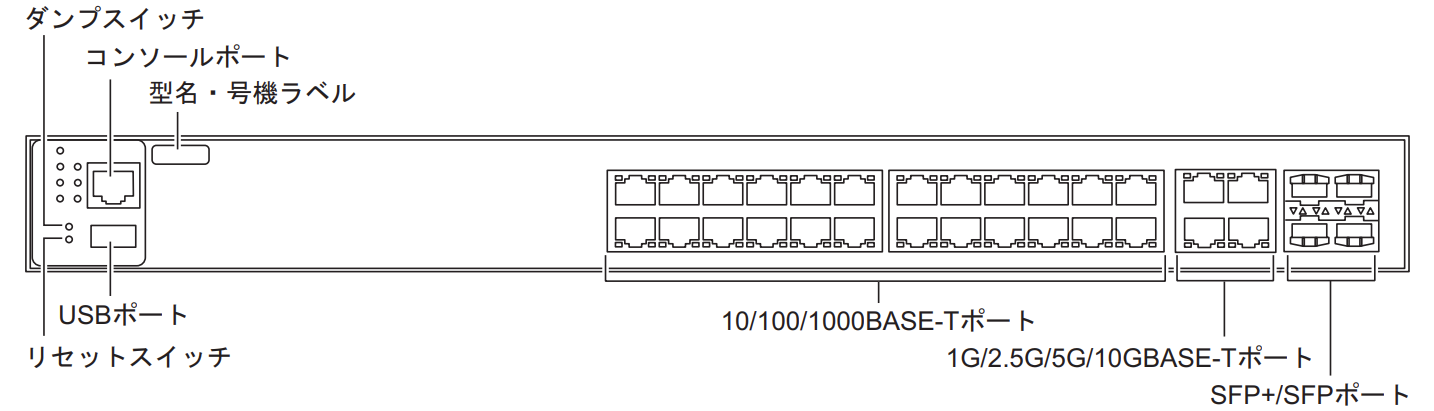 ダンプスイッチ
コンソールポート
型名・号機ラベル
USBポート
リセットスイッチ
10/100/1000BASE-Tポート
1G/2.5G/5G/10GBASE-Tポート
SFP+/SFPポート